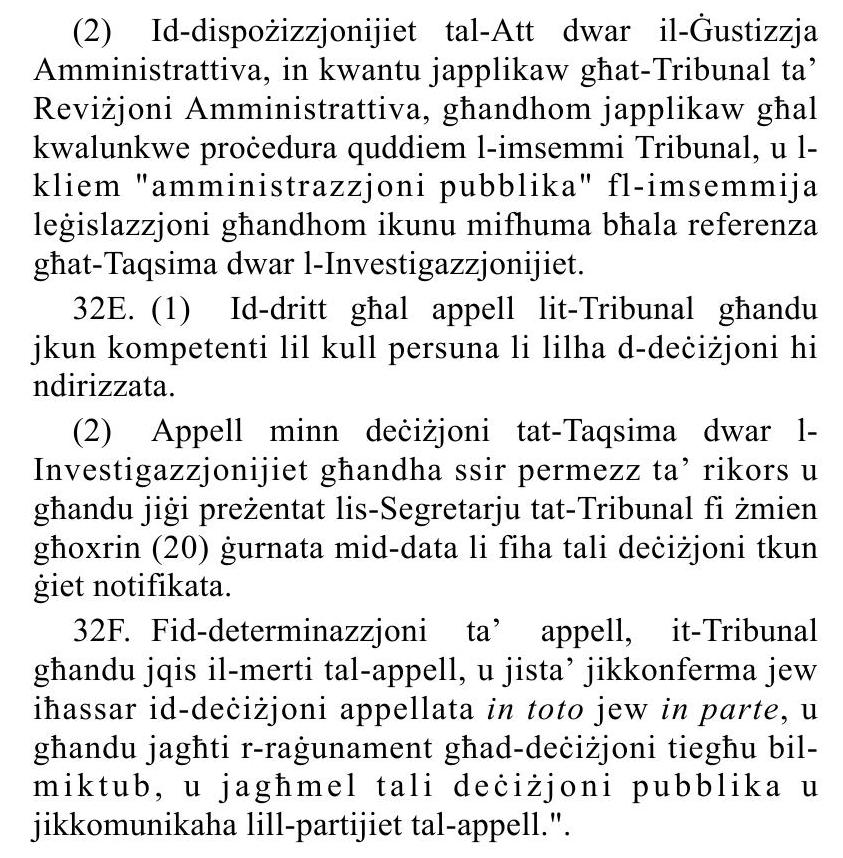 (2) Id-dispożizzjonijiet tal-Att dwar il-Ġustizzja
Amministrattiva, in kwantu japplikaw għat-Tribunal ta’
Reviżjoni Amministrattiva, għandhom japplikaw għal
kwalunkwe proċedura quddiem l-imsemmi Tribunal, u l-
kliem "amministrazzjoni pubblika" fl-imsemmija
leġislazzjoni għandhom ikunu mifhuma bħala referenza
għat-Taqsima dwar l-Investigazzjonijiet.
32E. (1) Id-dritt għal appell lit-Tribunal għandu
jkun kompetenti lil kull persuna li lilha d-deċiżjoni hi
ndirizzata.
(2) Appell minn deċiżjoni tat-Taqsima dwar l-
Investigazzjonijiet għandha ssir permezz ta’ rikors u
għandu jiġi preżentat lis-Segretarju tat-Tribunal fi żmien
għoxrin (20) ġurnata mid-data li fiha tali deċiżjoni tkun
ġiet notifikata.
32F. Fid-determinazzjoni ta’ appell, it-Tribunal
għandu jqis il-merti tal-appell, u jista’ jikkonferma jew
iħassar id-deċiżjoni appellata in toto jew in parte, u
għandu jagħti r-raġunament għad-deċiżjoni tiegħu bil-
miktub, u jagħmel tali deċiżjoni pubblika u
jikkomunikaha lill-partijiet tal-appell.".